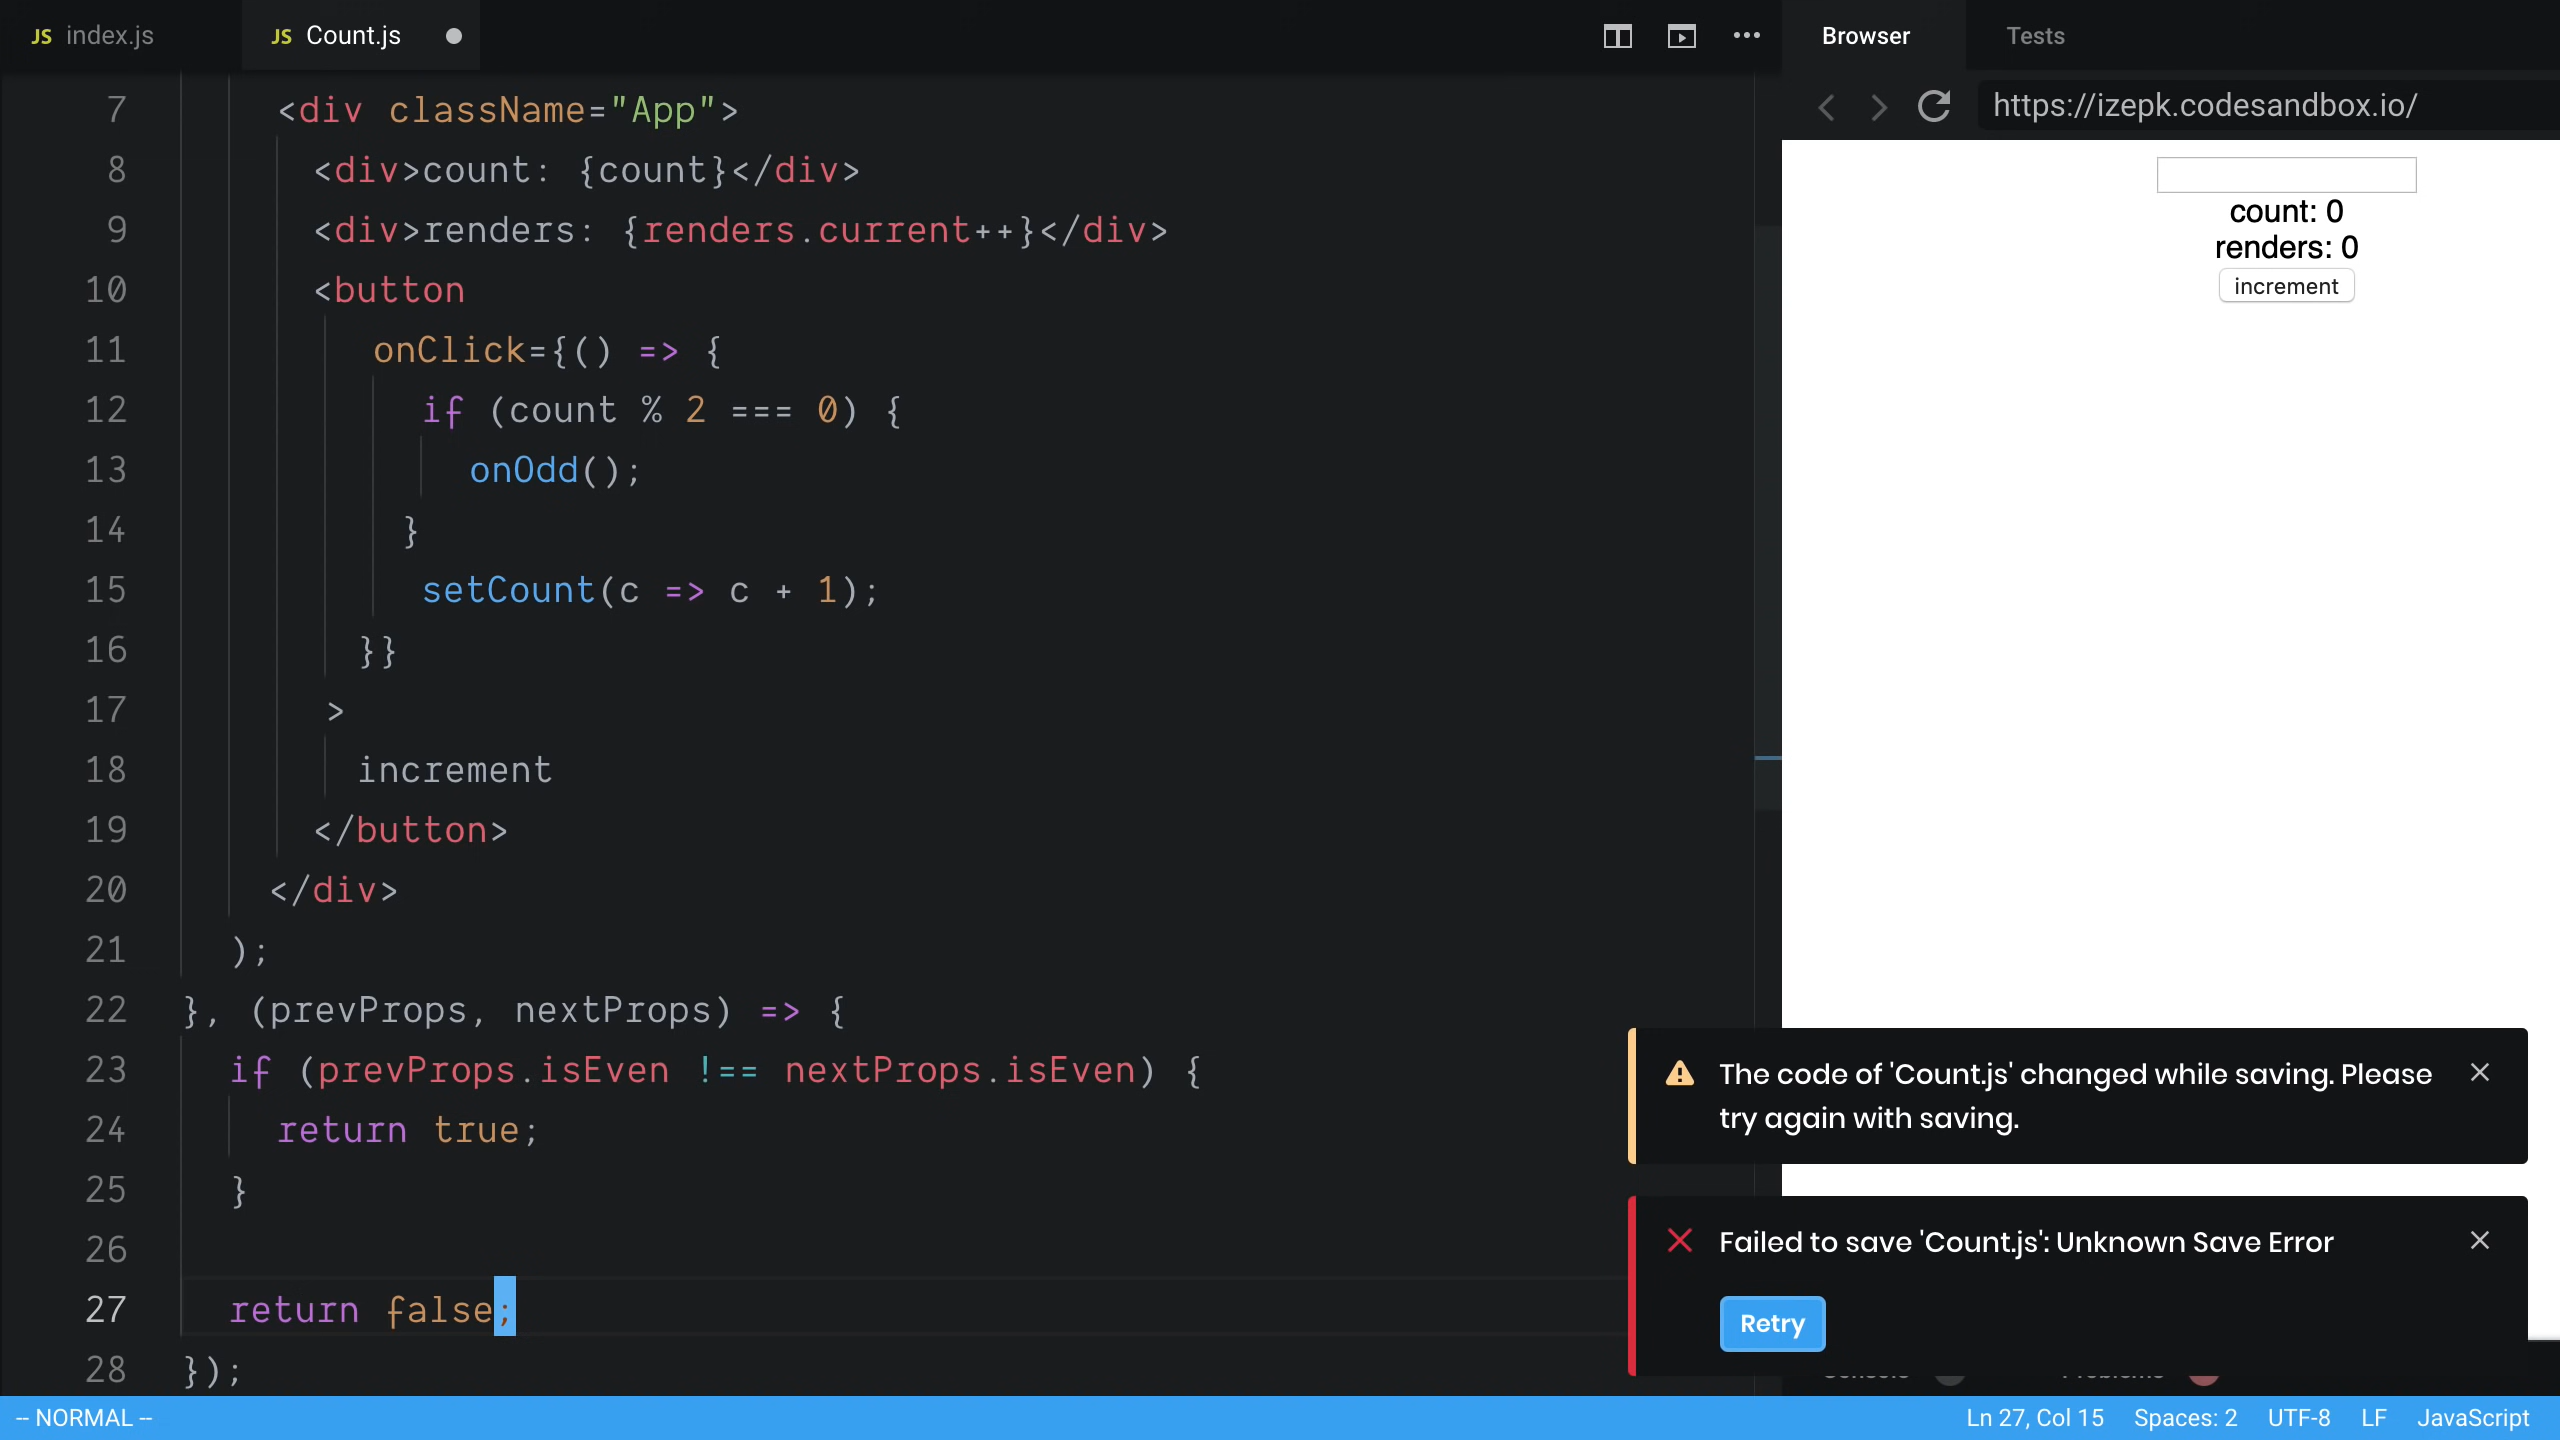 JS index.js
JS Count.js
Browser
Tests
https://izepk.codesandbox.io/
7 <div className="App">
8 <div>count: {count}</div>
9 <div>renders: {renders.current++}</div>
10 <button
11 onClick={() => {
12 if (count % 2 === 0) {
13 onOdd();
14 }
15 setCount(c => c + 1);
16 }}
17 >
18 increment
19 </button>
20 </div>
21 );
22 }, (prevProps, nextProps) => {
23 if (prevProps.isEven !== nextProps.isEven) {
24 return true;
25 }
26
27 return false;
28 });
count: 0
renders: 0
increment
The code of 'Count.js' changed while saving. Please
try again with saving.
Failed to save 'Count.js': Unknown Save Error
Retry
-- NORMAL --
Ln 27, Col 15 Spaces: 2 UTF-8 LF JavaScript